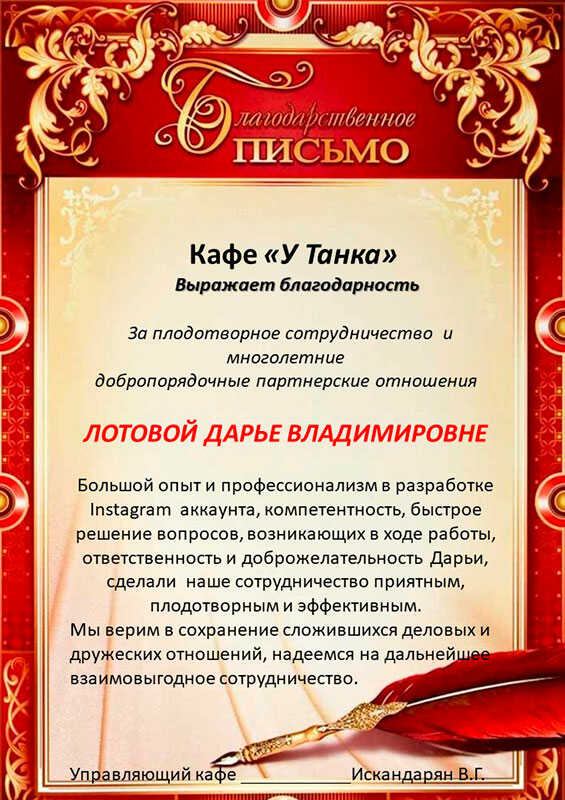 Благодарственное
ПИСЬМО
Кафе «У Танка»
Выражает благодарность
За плодотворное сотрудничество и
многолетние
добропорядочные партнерские отношения
ЛОТОВОЙ ДАРЬЕ ВЛАДИМИРОВНЕ
Большой опыт и профессионализм в разработке
Instagram аккаунта, компетентность, быстрое
решение вопросов, возникающих в ходе работы,
ответственность и доброжелательность Дарьи,
сделали наше сотрудничество приятным,
плодотворным и эффективным.
Мы верим в сохранение сложившихся деловых и
дружеских отношений, надеемся на дальнейшее
взаимовыгодное сотрудничество.
Управляющий кафе ___________Искандарян В.Г.